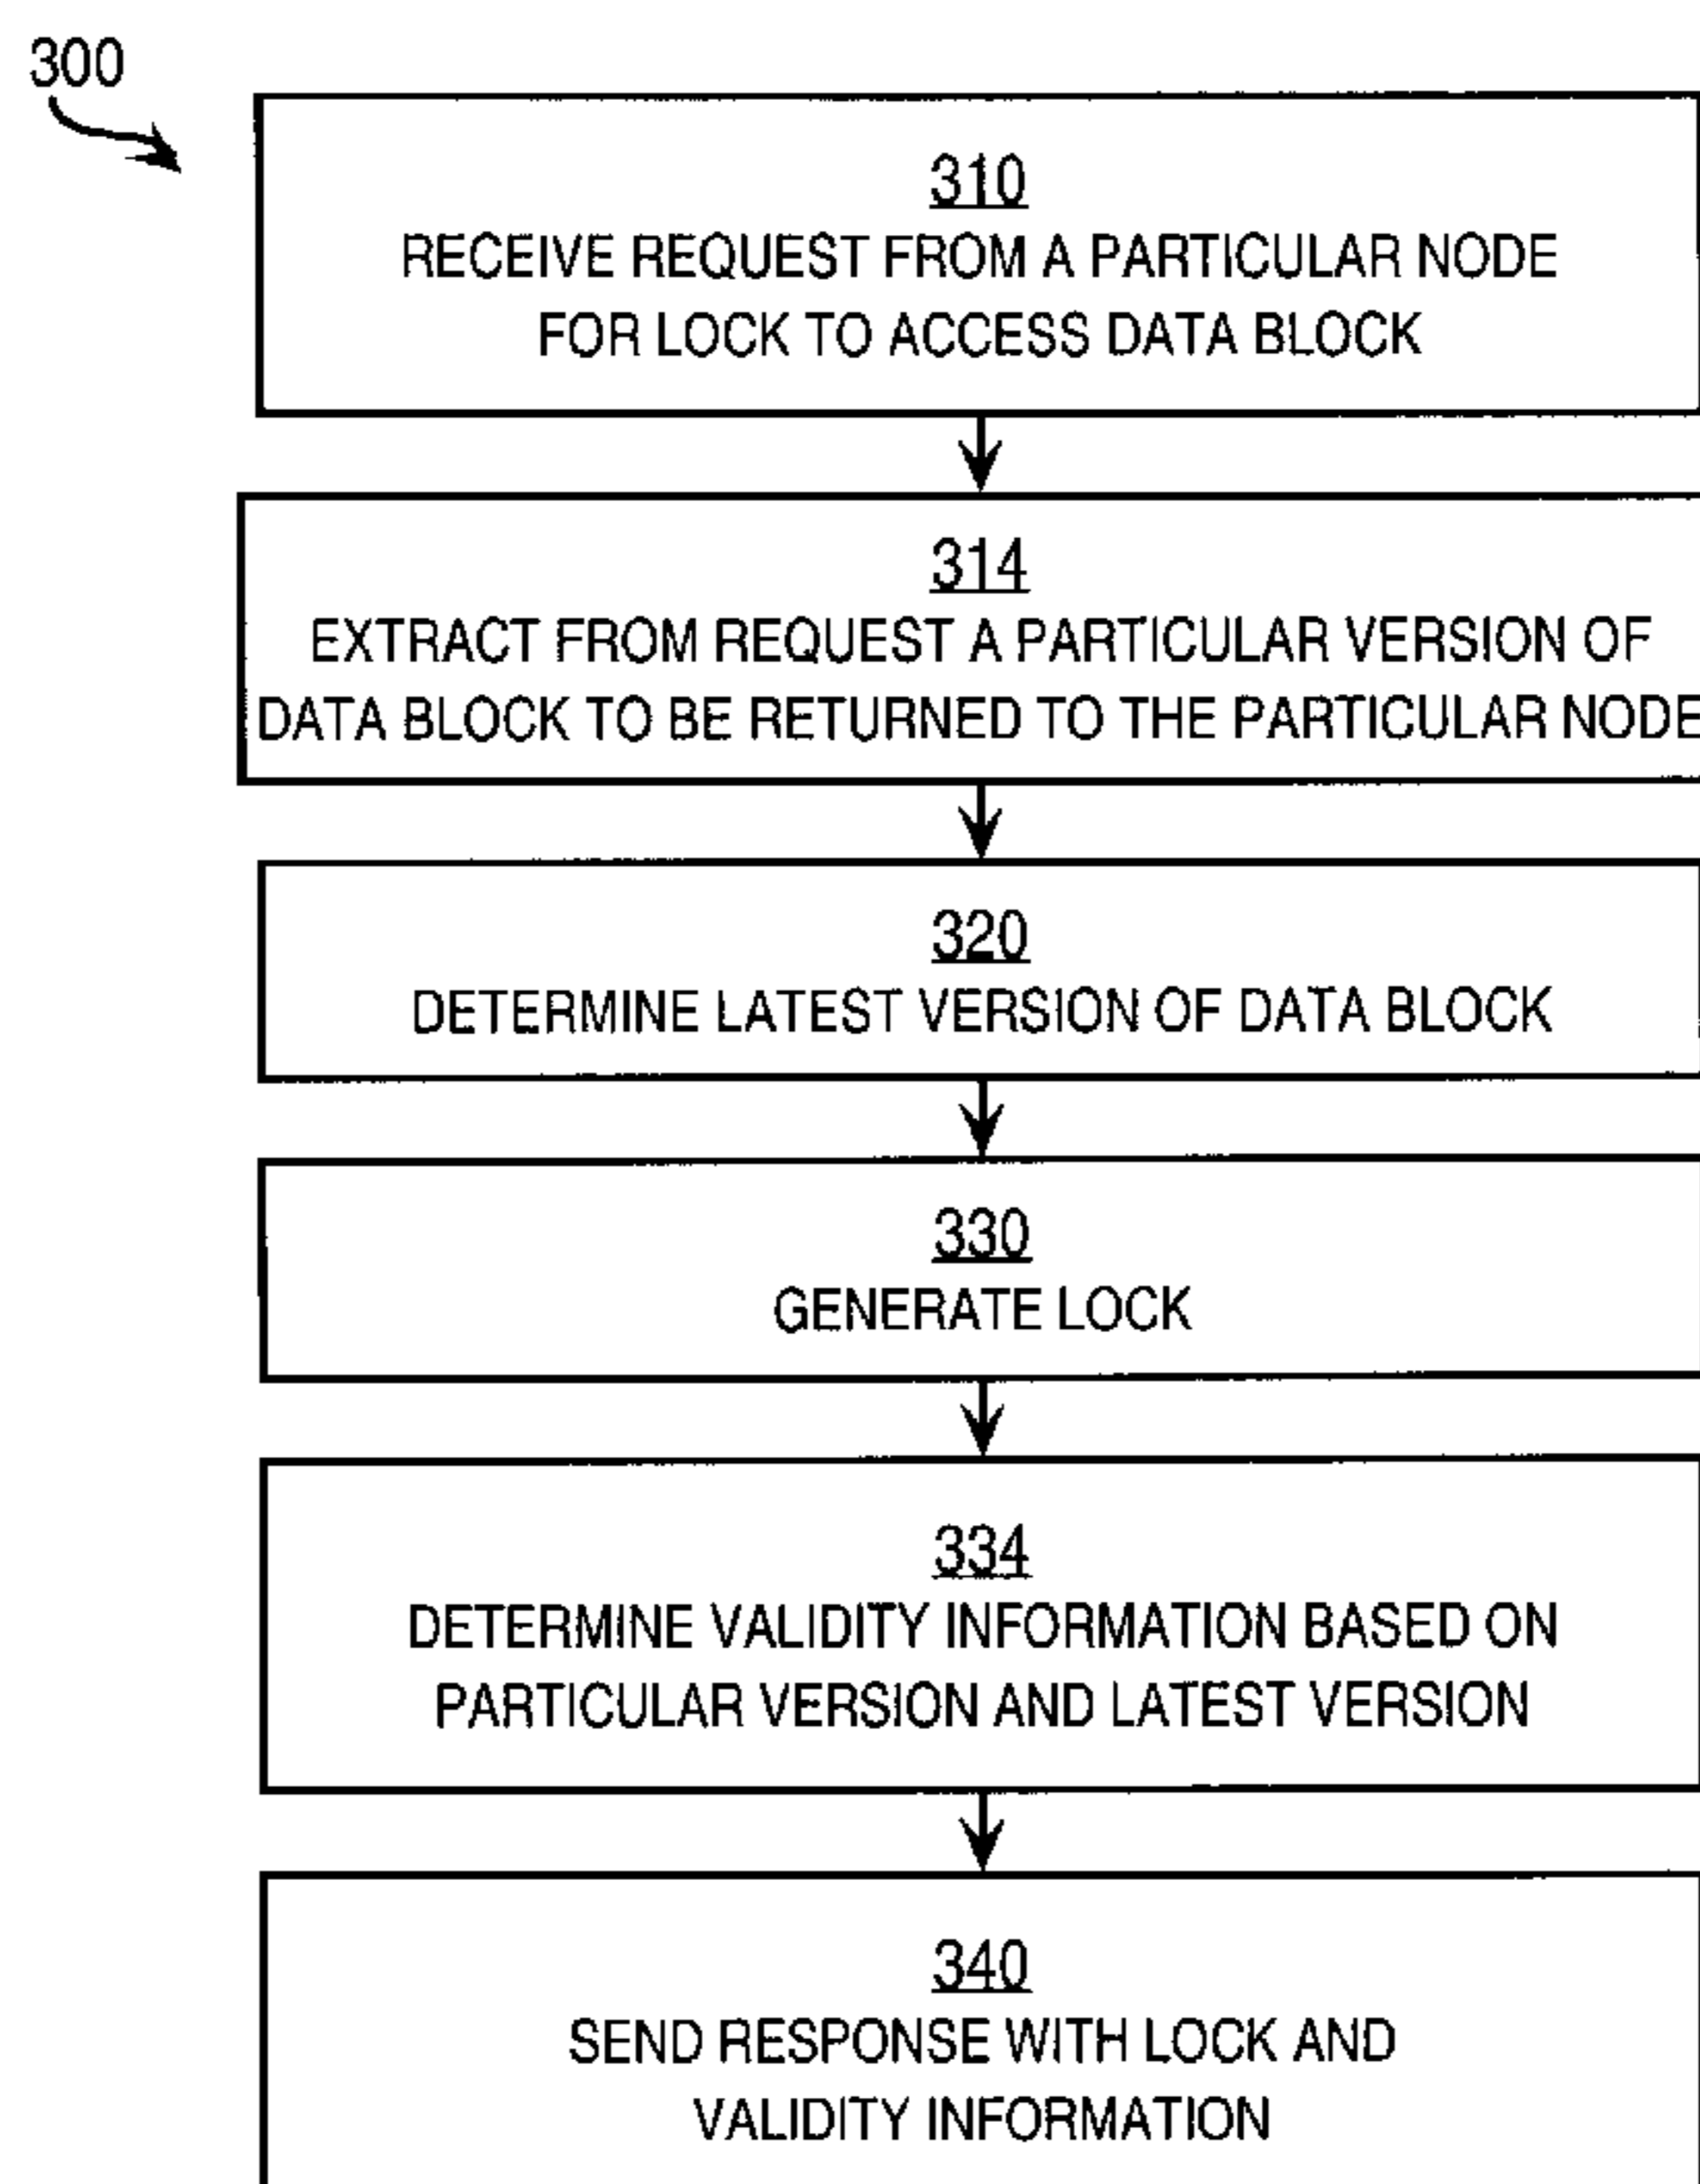 300
310
RECEIVE REQUEST FROM A PARTICULAR NODE
FOR LOCK TO ACCESS DATA BLOCK
314
EXTRACT FROM REQUEST A PARTICULAR VERSION OF
DATA BLOCK TO BE RETURNED TO THE PARTICULAR NODE
320
DETERMINE LATEST VERSION OF DATA BLOCK
330
GENERATE LOCK
334
DETERMINE VALIDITY INFORMATION BASED ON
PARTICULAR VERSION AND LATEST VERSION
340
SEND RESPONSE WITH LOCK AND
VALIDITY INFORMATION